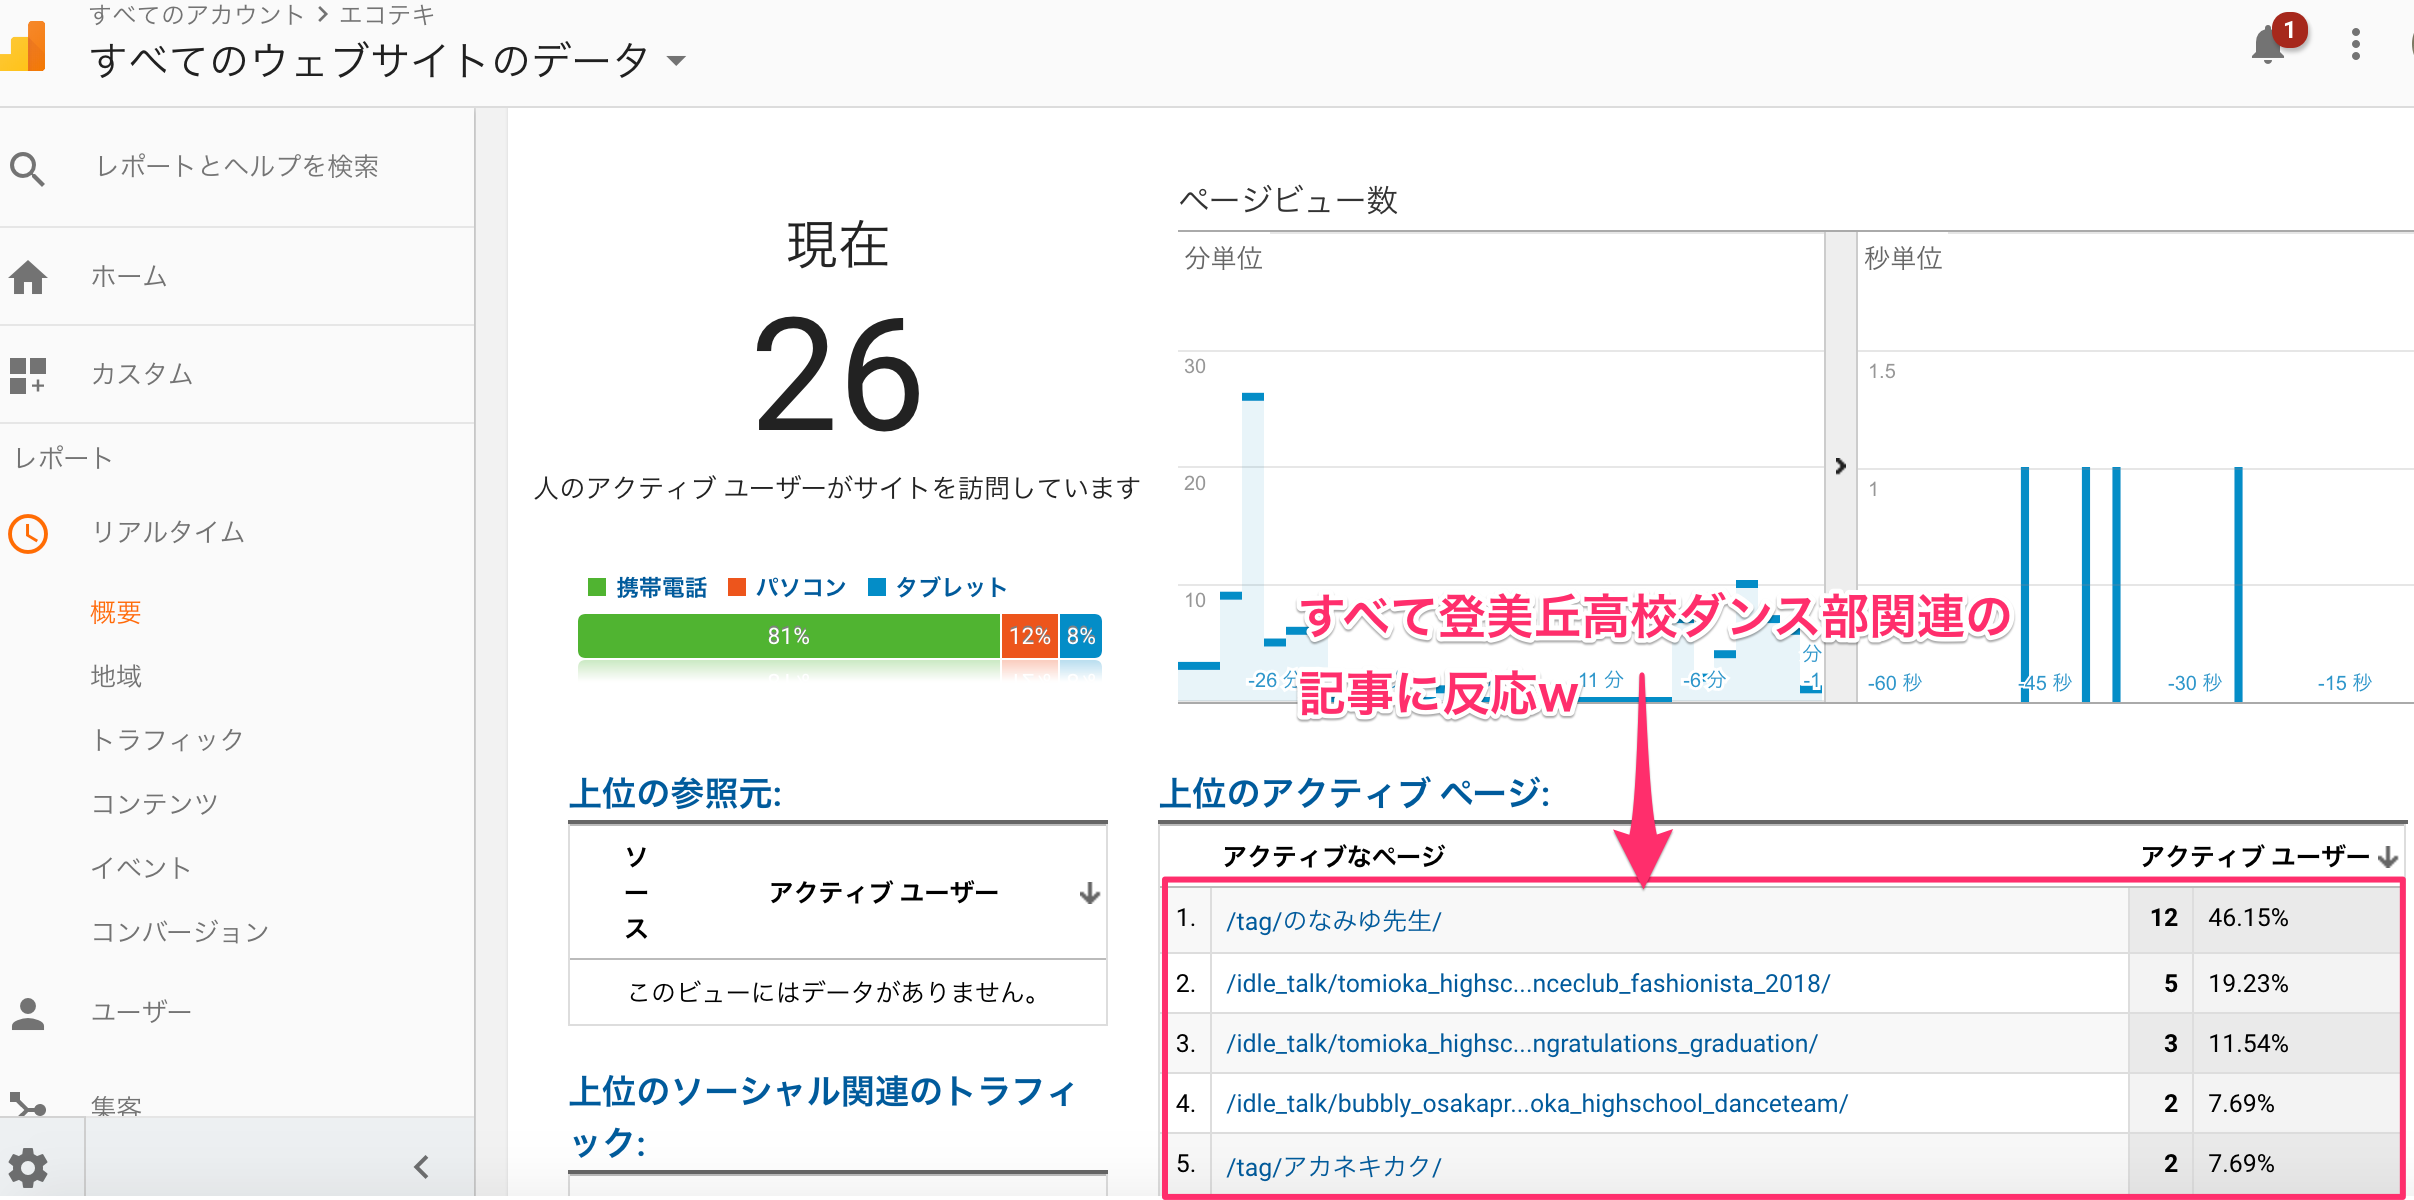 すべてのアカウント > エコテキ
すべてのウェブサイトのデータ
1
レポートとヘルプを検索
ホーム
カスタム
レポート
リアルタイム
概要
地域
トラフィック
コンテンツ
イベント
コンバージョン
ユーザー
集客
現在
26
人のアクティブ ユーザーがサイトを訪問しています
携帯電話 パソコン タブレット
81% 12% 8%
ページビュー数
分単位
30
20
10
-26 分
11 分
-6分
分
-1
秒単位
1.5
1
-60 秒
-45 秒
-30 秒
-15 秒
すべて登美丘高校ダンス部関連の
記事に反応w
上位の参照元:
ソース
アクティブ ユーザー
このビューにはデータがありません。
上位のソーシャル関連のトラフィ
ック:
上位のアクティブ ページ:
アクティブなページ アクティブ ユーザー
1. /tag/のなみゆ先生/ 12 46.15%
2. /idle_talk/tomioka_highsc...nceclub_fashionista_2018/ 5 19.23%
3. /idle_talk/tomioka_highsc...ngratulations_graduation/ 3 11.54%
4. /idle_talk/bubbly_osakapr...oka_highschool_danceteam/ 2 7.69%
5. /tag/アカネキカク/ 2 7.69%